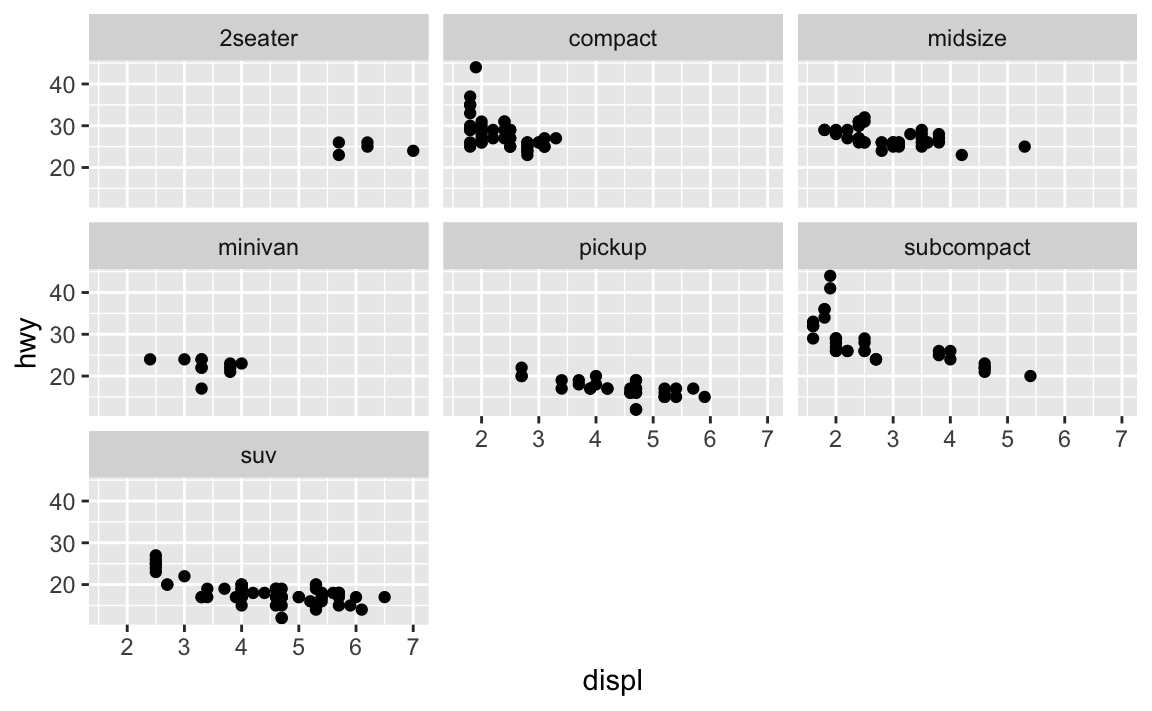 2seater compact midsize
40
30
20
minivan pickup subcompact
40
30
20
2 3 4 5 6 7 2 3 4 5 6 7
suv
40
30
20
2 3 4 5 6 7
hwy
displ